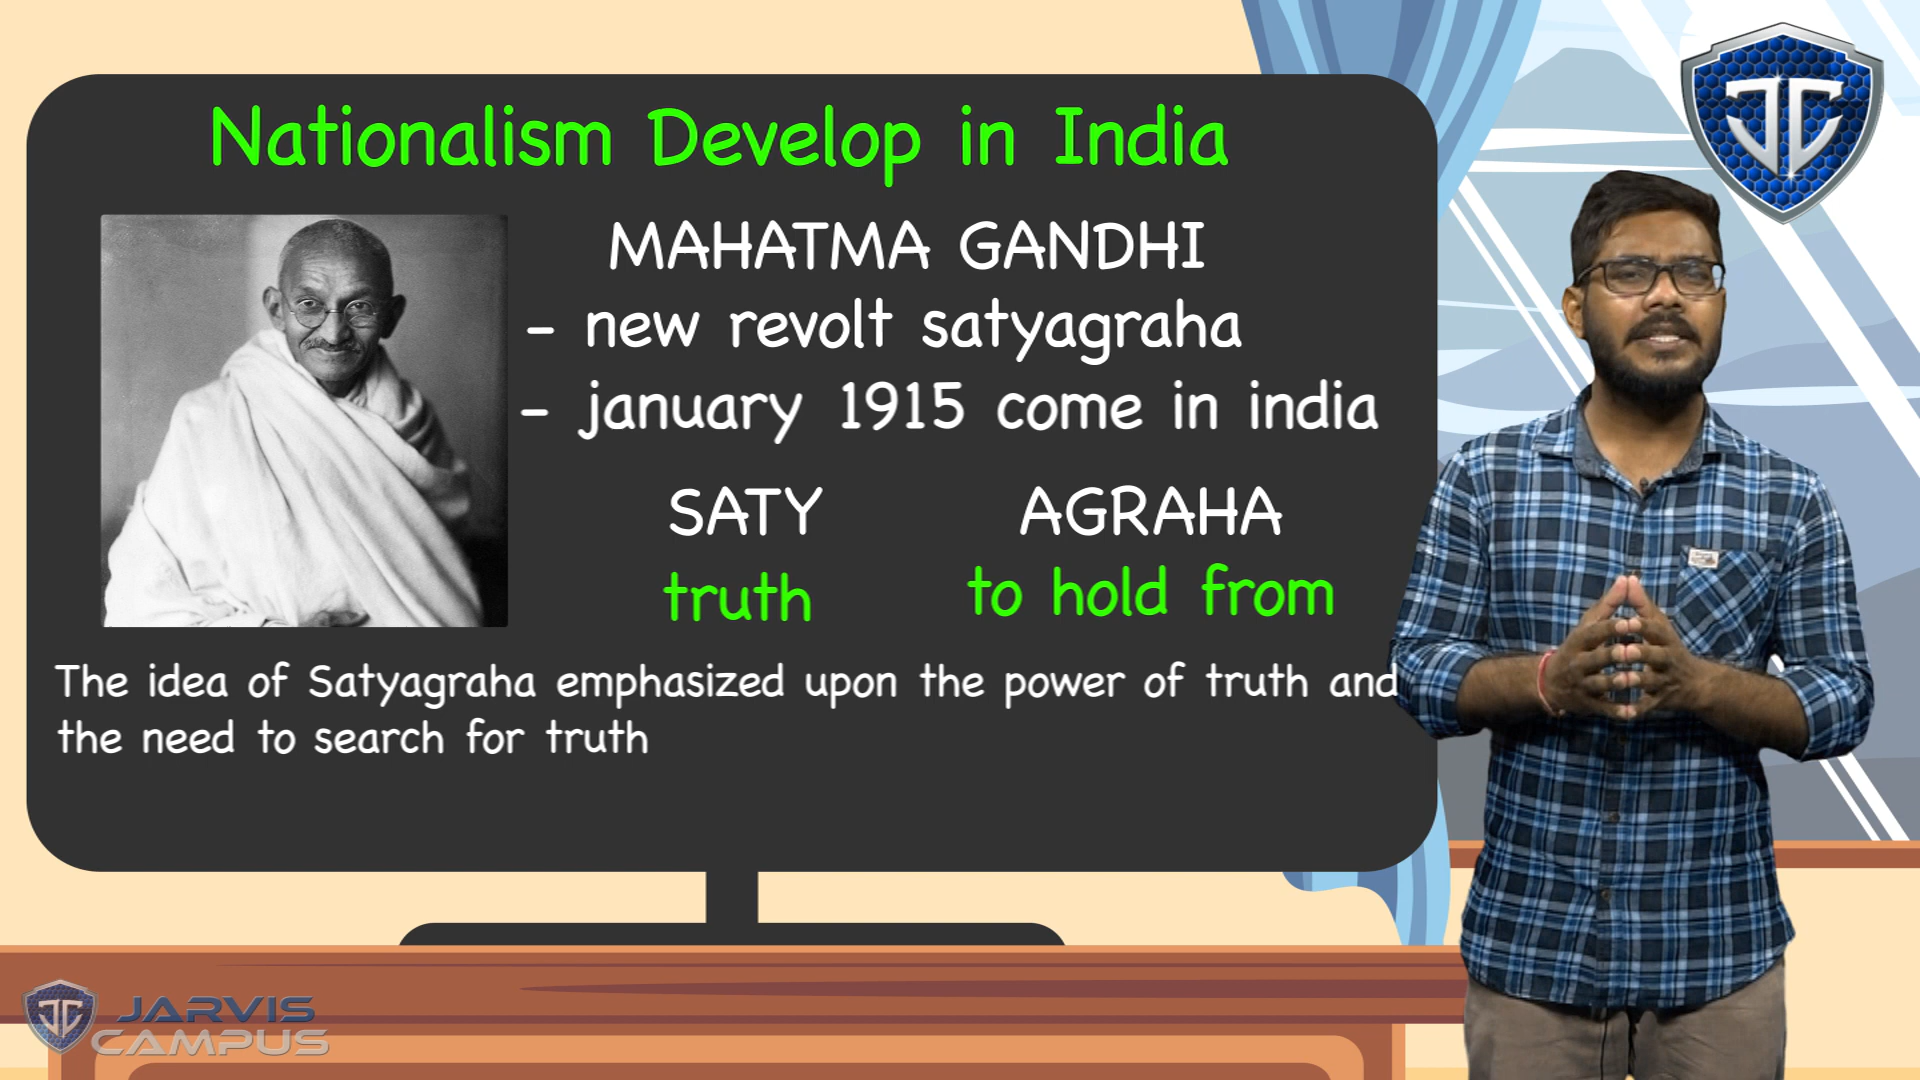 Nationalism Develop in India
MAHATMA GANDHI
- new revolt satyagraha
- january 1915 come in india
SATY AGRAHA
truth to hold from
The idea of Satyagraha emphasized upon the power of truth and
the need to search for truth
JC
JC JARVIS
CAMPUS